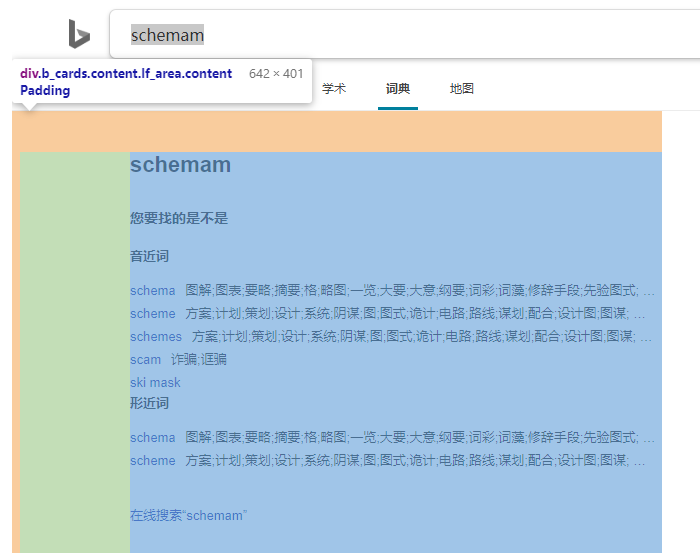 schemam
div.b_cards.content.lf_area.content 642 × 401
Padding
学术 词典 地图
schemam
您要找的是不是
音近词
schema 图解;图表;要略;摘要;格;略图;一览;大要;大意;纲要;词彩;词藻;修辞手段;先验图式; ...
scheme 方案;计划;策划;设计;系统;阴谋;图;图式;诡计;电路;路线;谋划;配合;设计图;图谋; ...
schemes 方案;计划;策划;设计;系统;阴谋;图;图式;诡计;电路;路线;谋划;配合;设计图;图谋; ...
scam 诈骗;诓骗
ski mask
形近词
schema 图解;图表;要略;摘要;格;略图;一览;大要;大意;纲要;词彩;词藻;修辞手段;先验图式; ...
scheme 方案;计划;策划;设计;系统;阴谋;图;图式;诡计;电路;路线;谋划;配合;设计图;图谋; ...
在线搜索“schemam”